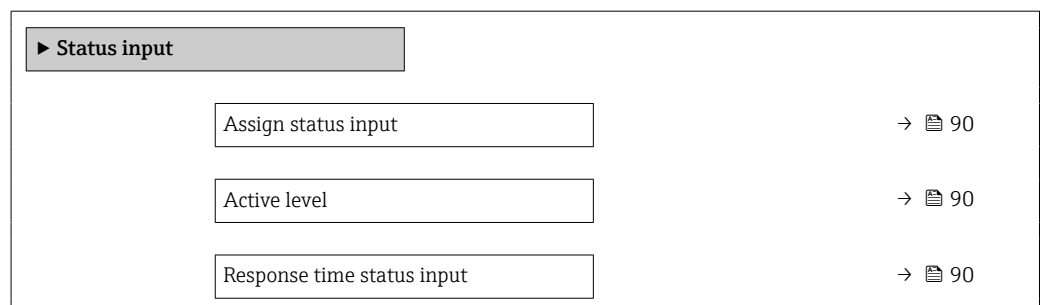 ▶ Status input
Assign status input → 90
Active level → 90
Response time status input → 90